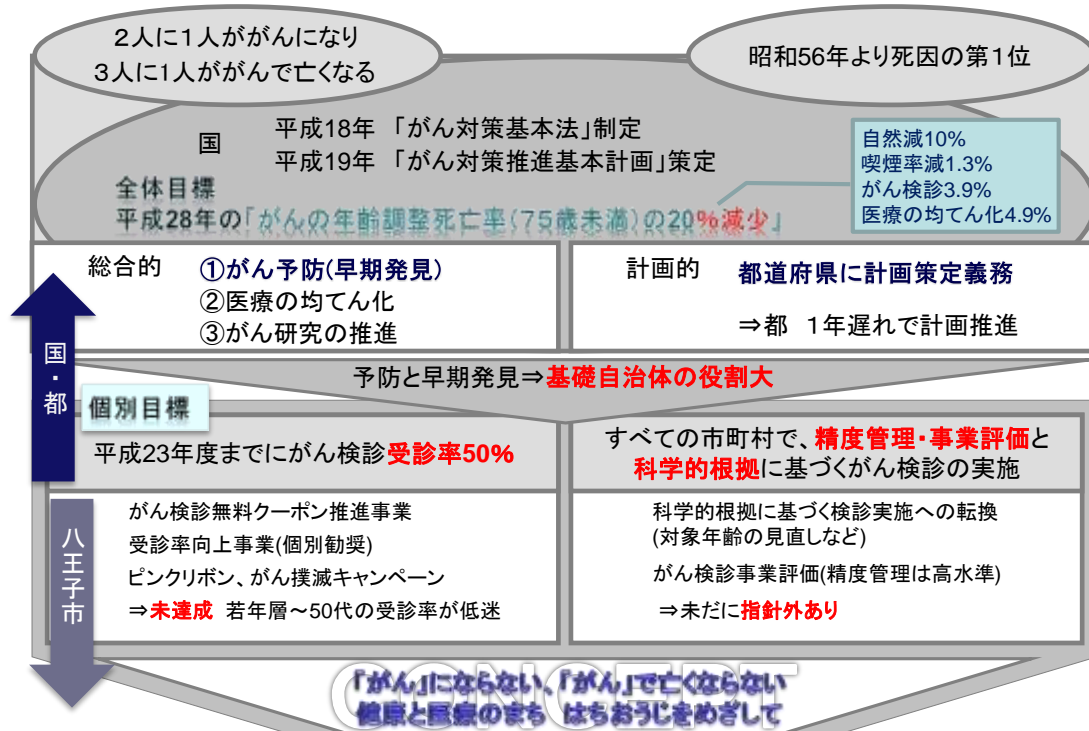 2人に1人ががんになり
3人に1人ががんで亡くなる
昭和56年より死因の第1位
国
平成18年 「がん対策基本法」制定
平成19年 「がん対策推進基本計画」策定
自然減10%
喫煙率減1.3%
がん検診3.9%
医療の均てん化4.9%
全体目標
平成28年の「がんの年齢調整死亡率(75歳未満)の20%減少」
総合的
①がん予防(早期発見)
②医療の均てん化
③がん研究の推進
計画的
都道府県に計画策定義務
⇒都 1年遅れで計画推進
国・都
予防と早期発見⇒基礎自治体の役割大
個別目標
平成23年度までにがん検診受診率50%
すべての市町村で、精度管理・事業評価と
科学的根拠に基づくがん検診の実施
八王子市
がん検診無料クーポン推進事業
受診率向上事業(個別勧奨)
ピンクリボン、がん撲滅キャンペーン
⇒未達成 若年層~50代の受診率が低迷
科学的根拠に基づく検診実施への転換
(対象年齢の見直しなど)
がん検診事業評価(精度管理は高水準)
⇒未だに指針外あり
CONCEPT
「がん」にならない、「がん」で亡くならない
健康と医療のまち はちおうじをめざして